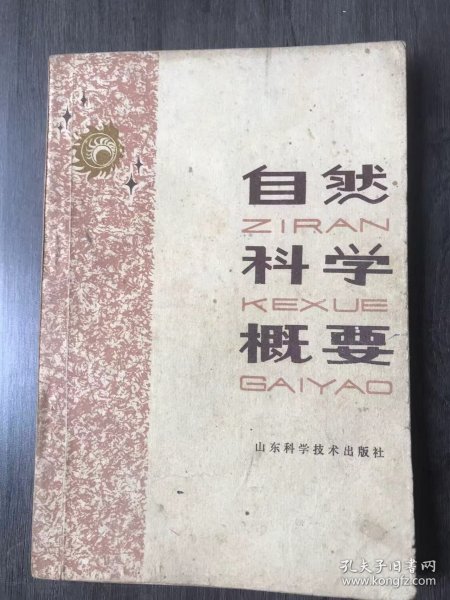 自然
ZIRAN
科学
KEXUE
概要
GAIYAO
山东科学技术出版社
孔夫子旧书网
www.kongfz.com